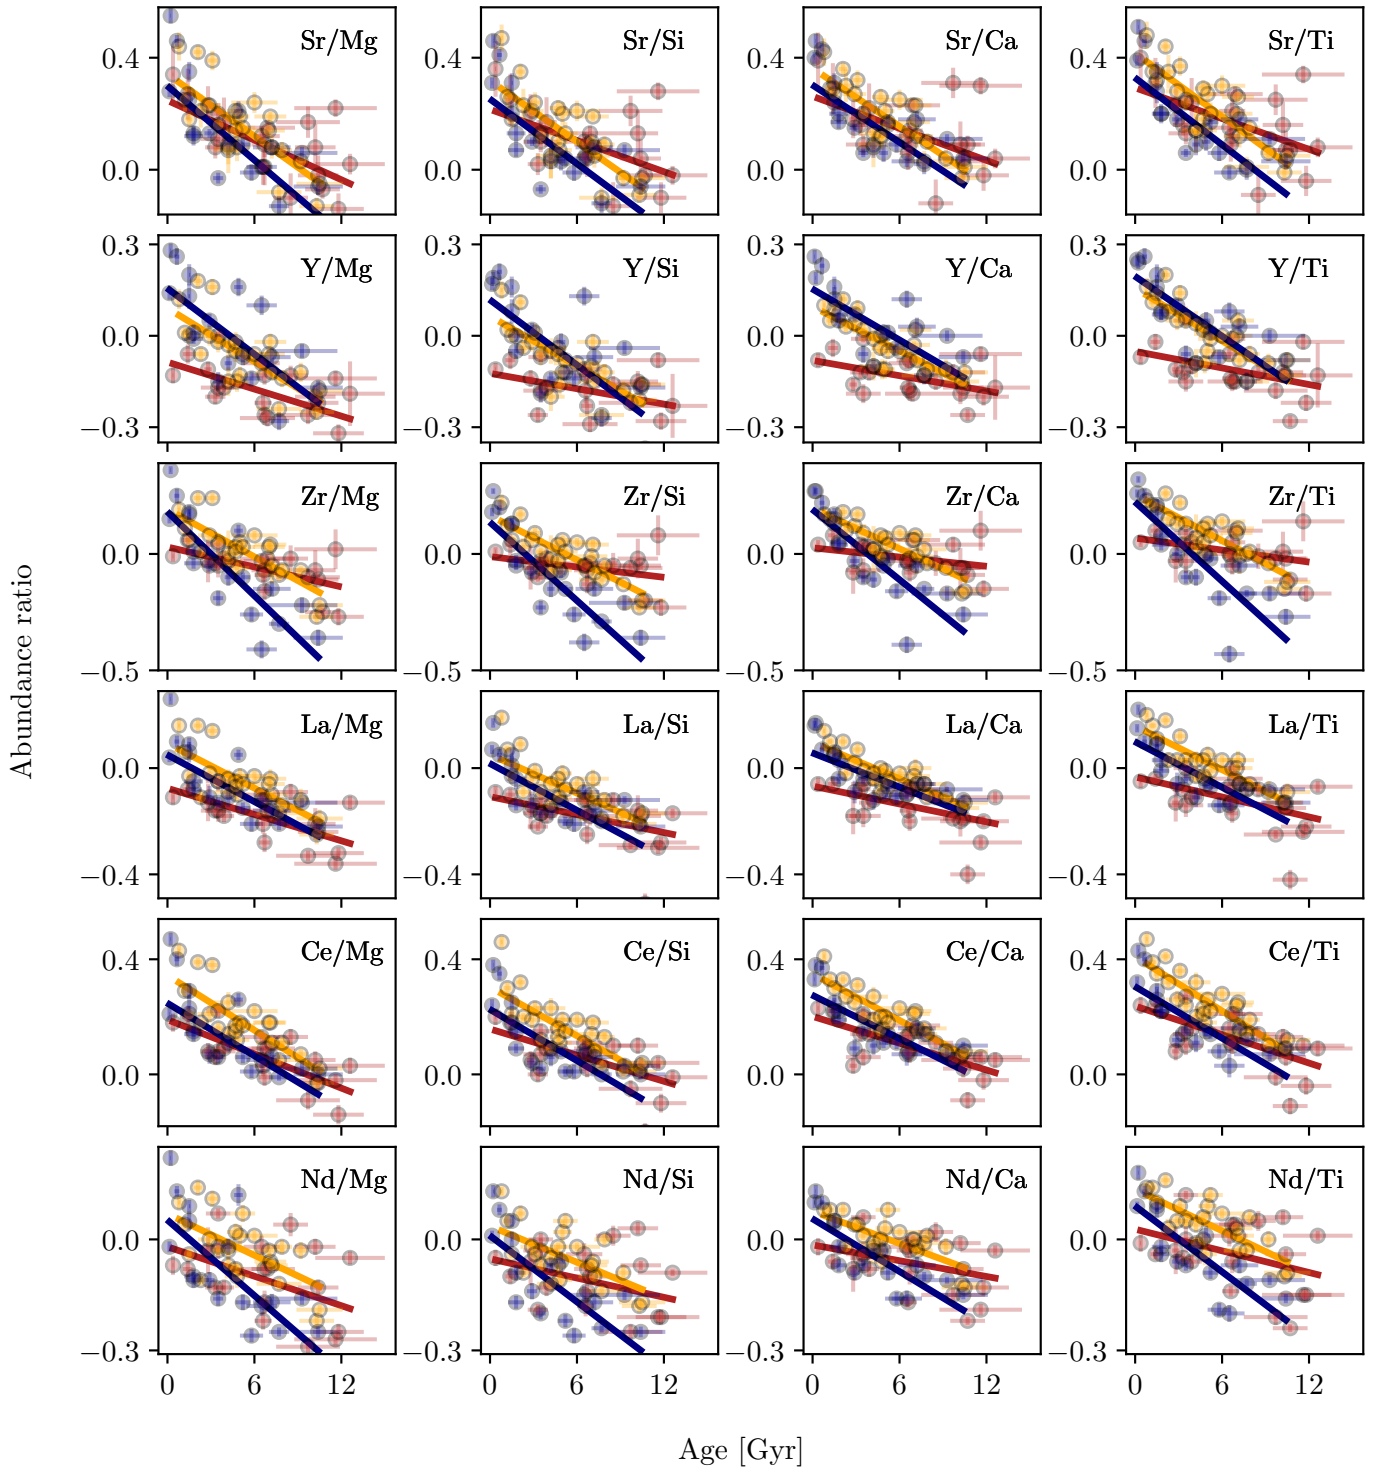 Sr/Mg Sr/Si Sr/Ca Sr/Ti
0.4 0.4 0.4 0.4
0.0 0.0 0.0 0.0
0.3 0.3 0.3 0.3
Y/Mg Y/Si Y/Ca Y/Ti
0.0 0.0 0.0 0.0
−0.3 −0.3 −0.3 −0.3
Zr/Mg Zr/Si Zr/Ca Zr/Ti
0.0 0.0 0.0 0.0
−0.5 −0.5 −0.5 −0.5
La/Mg La/Si La/Ca La/Ti
0.0 0.0 0.0 0.0
−0.4 −0.4 −0.4 −0.4
Ce/Mg Ce/Si Ce/Ca Ce/Ti
0.4 0.4 0.4 0.4
0.0 0.0 0.0 0.0
Nd/Mg Nd/Si Nd/Ca Nd/Ti
0.0 0.0 0.0 0.0
−0.3 −0.3 −0.3 −0.3
0 6 12 0 6 12 0 6 12 0 6 12
Abundance ratio
Age [Gyr]